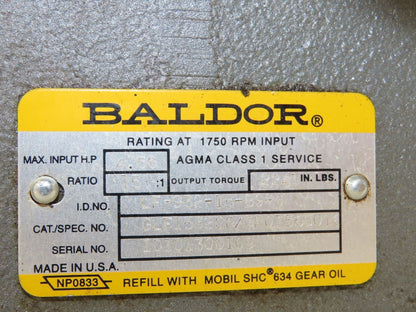 BALDOR®
RATING AT 1750 RPM INPUT
MAX. INPUT H.P. AGMA CLASS 1 SERVICE
RATIO :1 OUTPUT TORQUE IN. LBS.
I.D.NO.
CAT./SPEC. NO.
SERIAL NO.
MADE IN U.S.A.
NP0833 REFILL WITH MOBIL SHC® 634 GEAR OIL